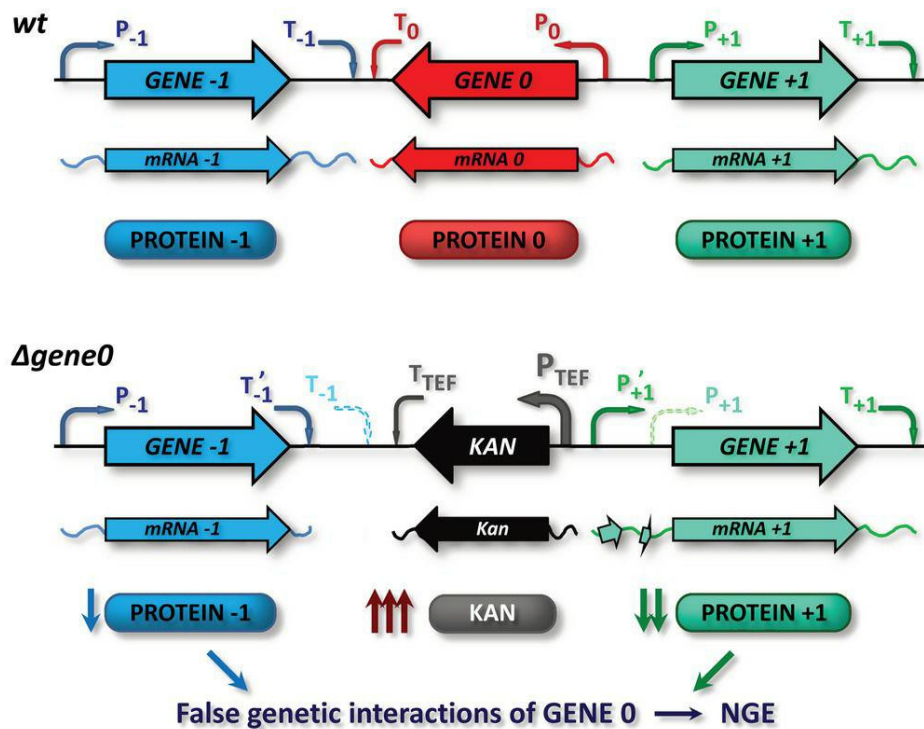 wt
P-1 T-1 T0 P0 P+1 T+1
GENE -1 GENE 0 GENE +1
mRNA -1 mRNA 0 mRNA +1
PROTEIN -1 PROTEIN 0 PROTEIN +1
Δgene0
P-1 T'-1 T-1 TTEF PTEF P'+1 P+1 T+1
GENE -1 KAN GENE +1
mRNA -1 Kan mRNA +1
PROTEIN -1 KAN PROTEIN +1
False genetic interactions of GENE 0 → NGE